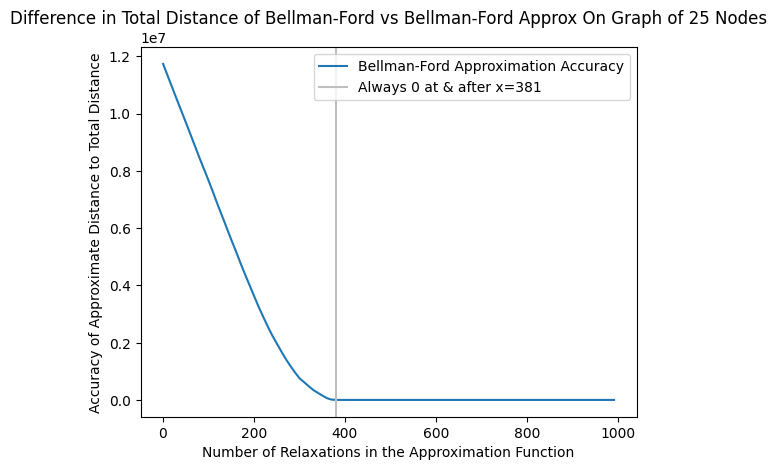 Difference in Total Distance of Bellman-Ford vs Bellman-Ford Approx On Graph of 25 Nodes
1e7
Bellman-Ford Approximation Accuracy
Always 0 at & after x=381
Accuracy of Approximate Distance to Total Distance
1.2
1.0
0.8
0.6
0.4
0.2
0.0
0 200 400 600 800 1000
Number of Relaxations in the Approximation Function